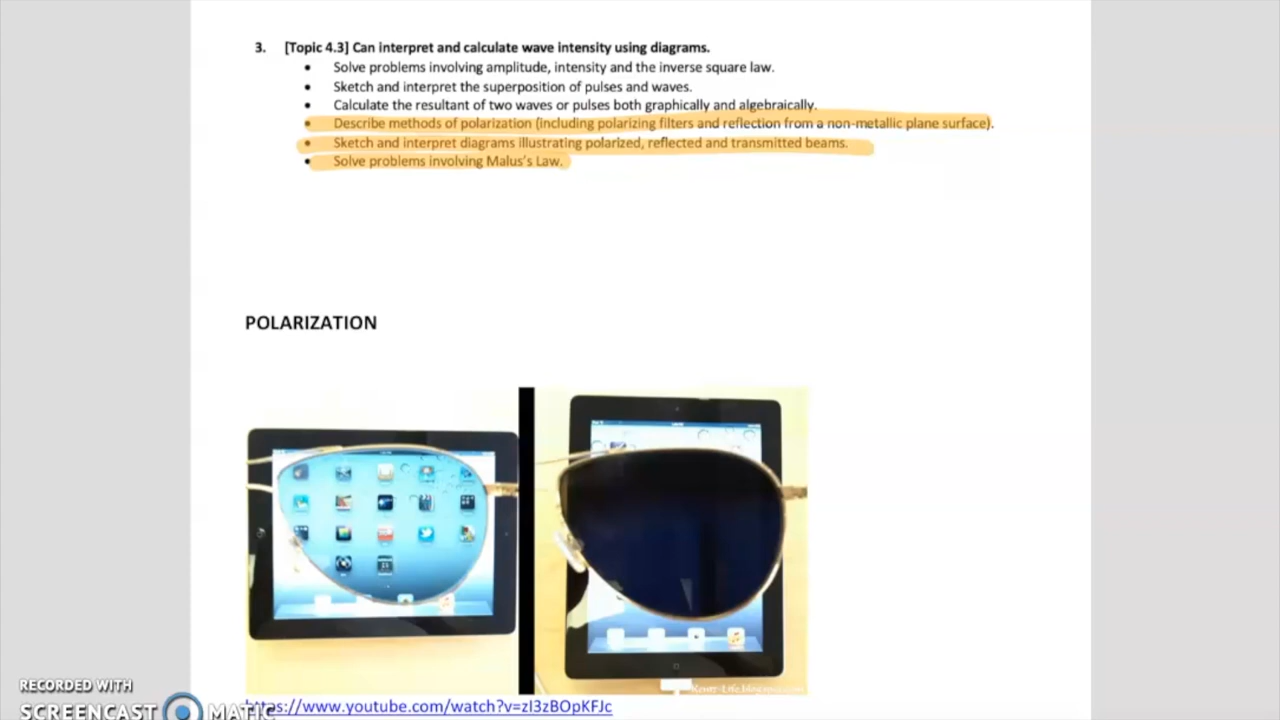 3. [Topic 4.3] Can interpret and calculate wave intensity using diagrams.
• Solve problems involving amplitude, intensity and the inverse square law.
• Sketch and interpret the superposition of pulses and waves.
• Calculate the resultant of two waves or pulses both graphically and algebraically.
• Describe methods of polarization (including polarizing filters and reflection from a non-metallic plane surface).
• Sketch and interpret diagrams illustrating polarized, reflected and transmitted beams.
• Solve problems involving Malus's Law.
POLARIZATION
RECORDED WITH
SCREENCAST MATIC
://www.youtube.com/watch?v=zI3zBOpKFJc